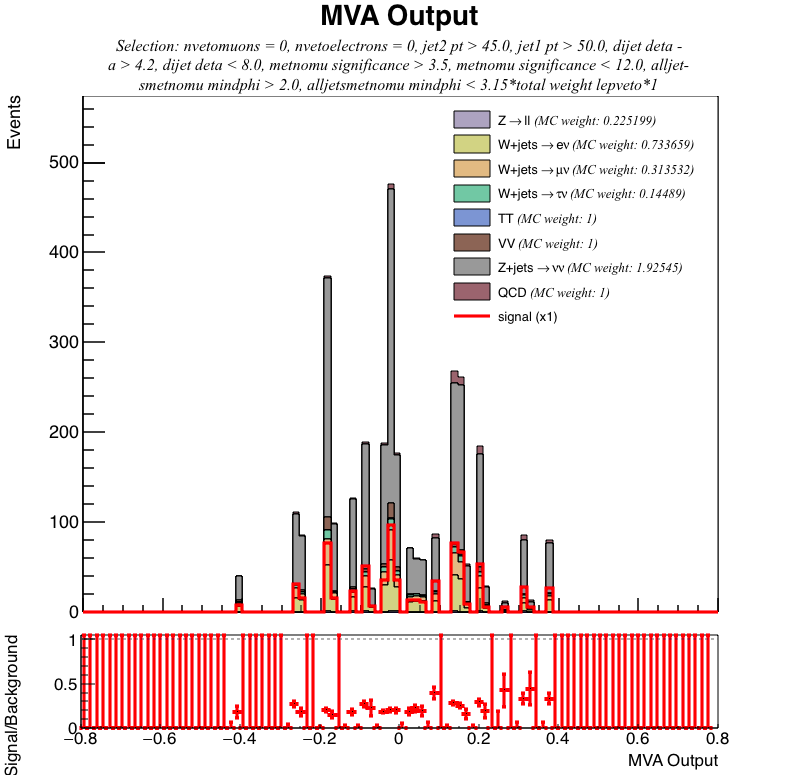 MVA Output
Selection: nvetomuons = 0, nvetoelectrons = 0, jet2 pt > 45.0, jet1 pt > 50.0, dijet deta -
a > 4.2, dijet deta < 8.0, metnomu significance > 3.5, metnomu significance < 12.0, alljet-
smetnomu mindphi > 2.0, alljetsmetnomu mindphi < 3.15*total weight lepveto*1
Events
500
400
300
200
100
0
Z→ll (MC weight: 0.225199)
W+jets→eν (MC weight: 0.733659)
W+jets→μν (MC weight: 0.313532)
W+jets→τν (MC weight: 0.14489)
TT (MC weight: 1)
VV (MC weight: 1)
Z+jets→νν (MC weight: 1.92545)
QCD (MC weight: 1)
signal (x1)
Signal/Background
1
0.5
0
−0.8 −0.6 −0.4 −0.2 0 0.2 0.4 0.6 0.8
MVA Output